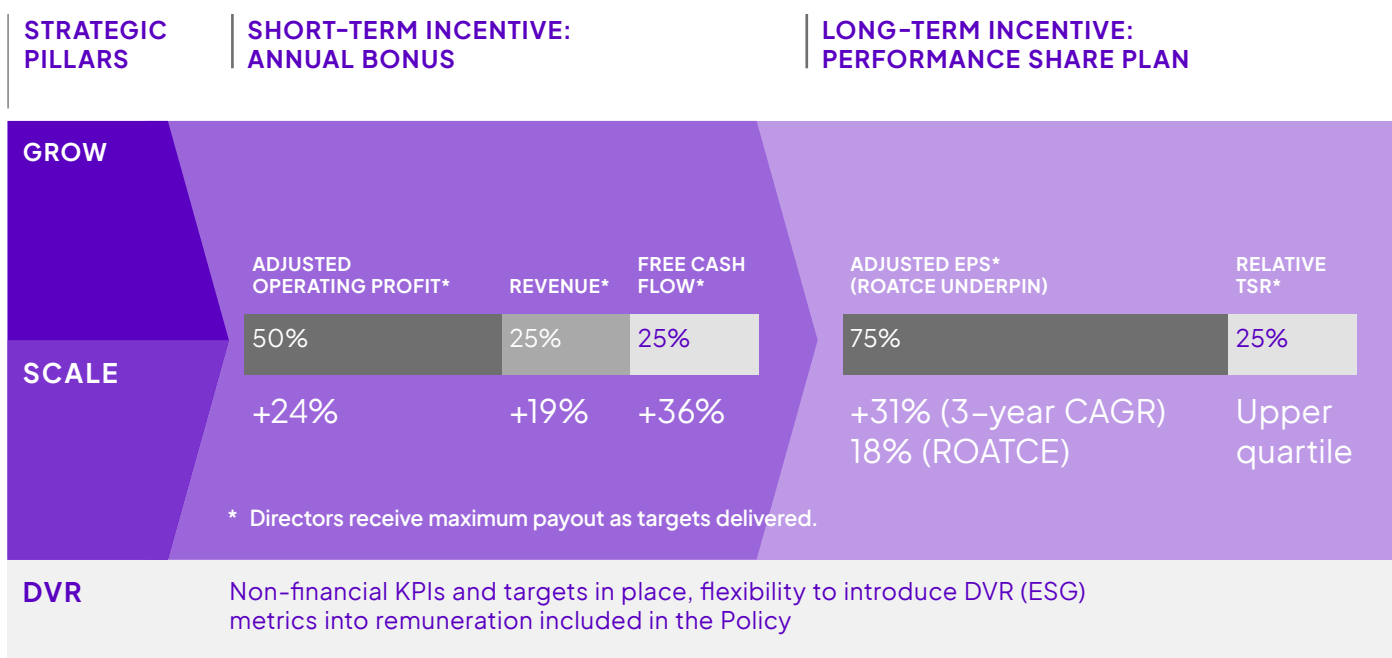 STRATEGIC
PILLARS
SHORT-TERM INCENTIVE:
ANNUAL BONUS
LONG-TERM INCENTIVE:
PERFORMANCE SHARE PLAN
GROW
SCALE
ADJUSTED
OPERATING PROFIT*
REVENUE*
FREE CASH
FLOW*
50%
25%
25%
+24%
+19%
+36%
ADJUSTED EPS*
(ROATCE UNDERPIN)
RELATIVE
TSR*
75%
25%
+31% (3-year CAGR)
18% (ROATCE)
Upper
quartile
* Directors receive maximum payout as targets delivered.
DVR
Non-financial KPIs and targets in place, flexibility to introduce DVR (ESG)
metrics into remuneration included in the Policy